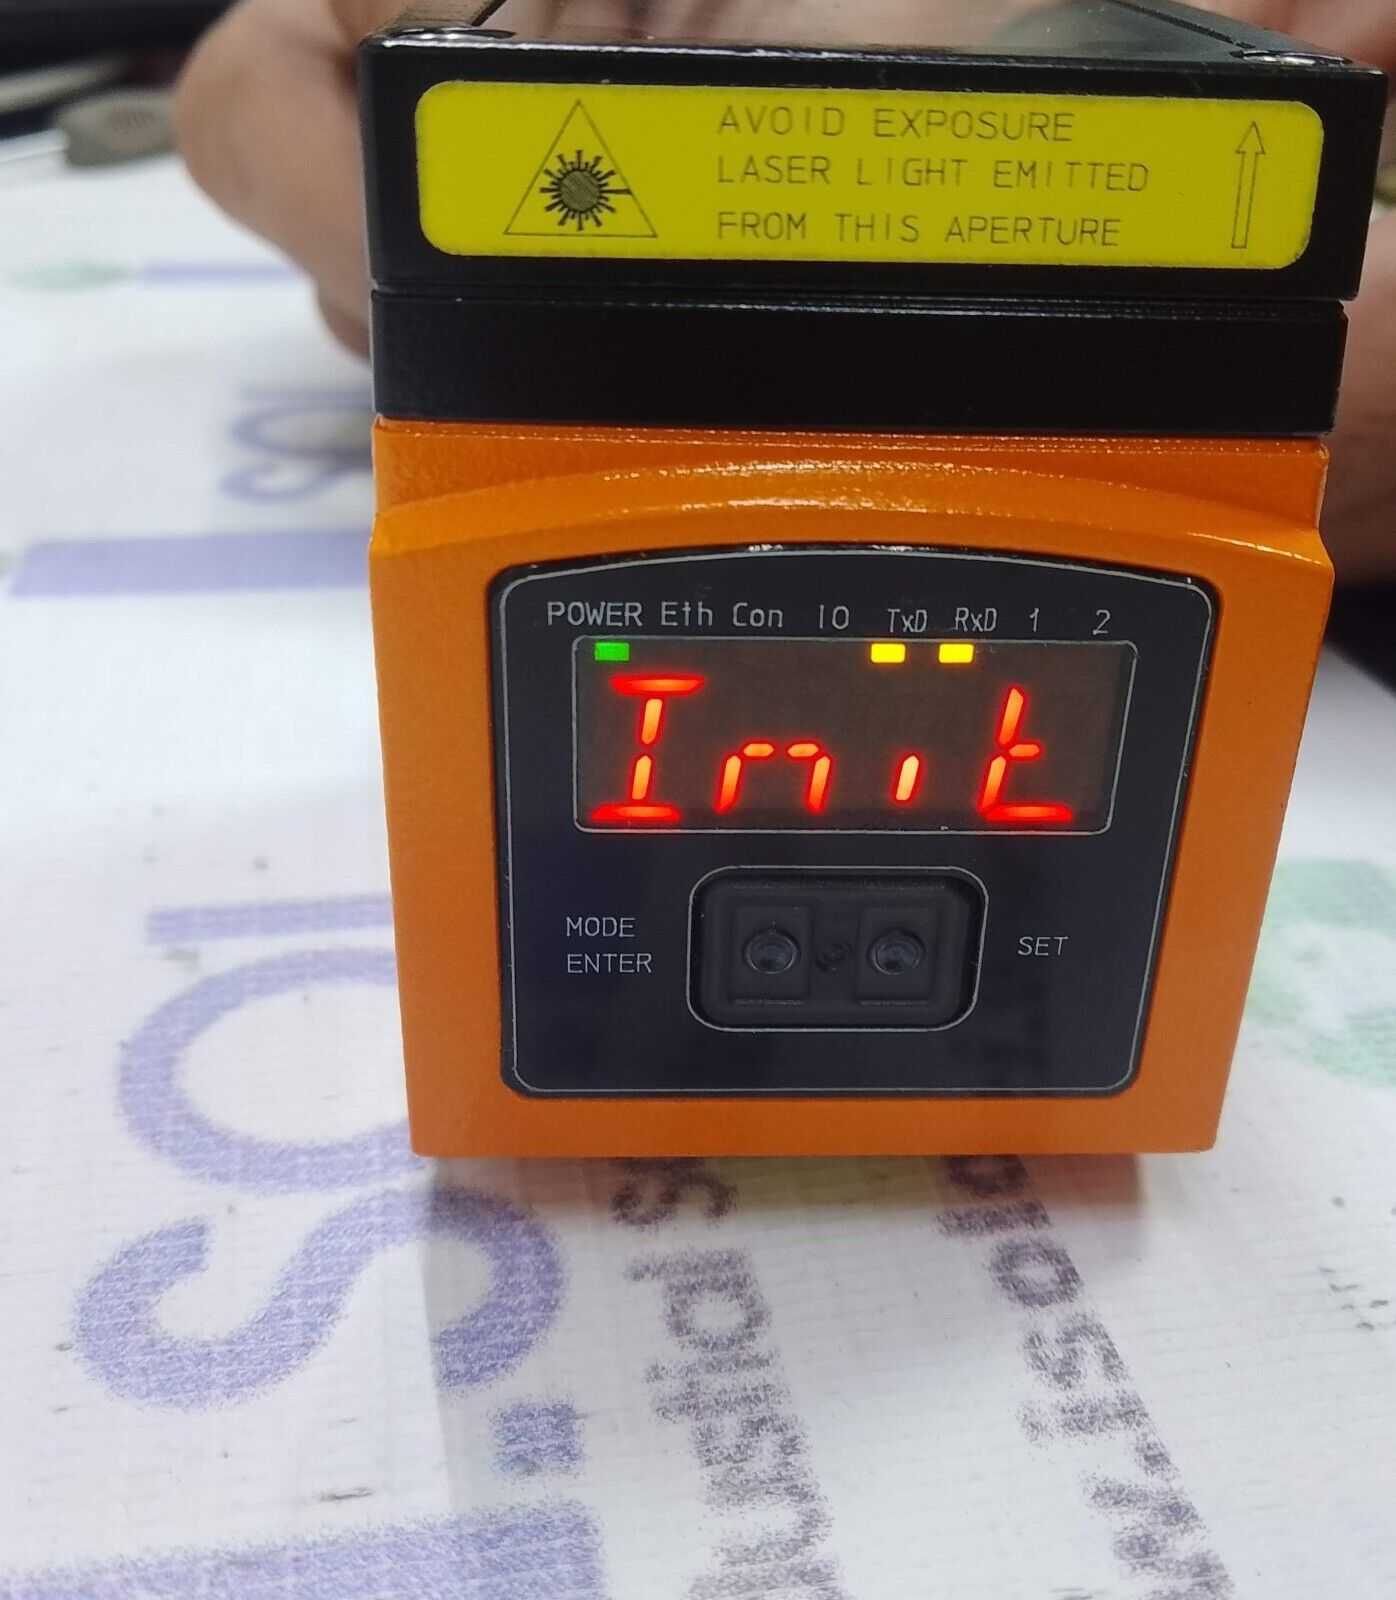 AVOID EXPOSURE
LASER LIGHT EMITTED
FROM THIS APERTURE
POWER Eth Con IO TxD RxD 1 2
Init
MODE
ENTER
SET